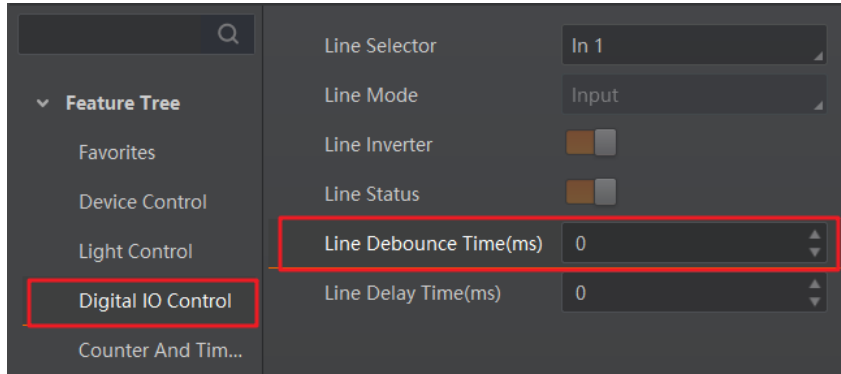 Feature Tree
Favorites
Device Control
Light Control
Digital IO Control
Counter And Tim...
Line Selector In 1
Line Mode Input
Line Inverter
Line Status
Line Debounce Time(ms) 0
Line Delay Time(ms) 0